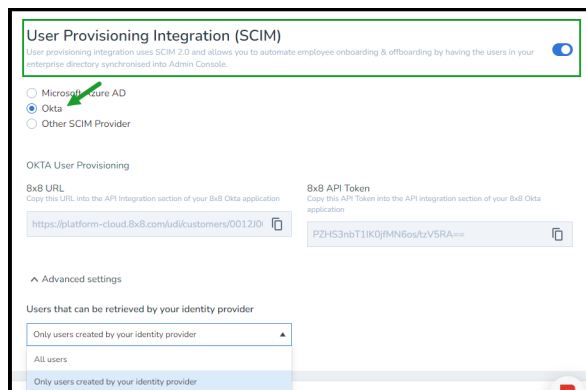 User Provisioning Integration (SCIM)
User provisioning integration uses SCIM 2.0 and allows you to automate employee onboarding & offboarding by having the users in your
enterprise directory synchronised into Admin Console.
Microsoft Azure AD
Okta
Other SCIM Provider
OKTA User Provisioning
8x8 URL
Copy this URL into the API Integration section of your 8x8 Okta application
https://platform-cloud.8x8.com/udi/customers/0012J0
8x8 API Token
Copy this API Token into the API integration section of your 8x8 Okta
application
PZHS3nbT1IK0jfMN6os/tzV5RA==
Advanced settings
Users that can be retrieved by your identity provider
Only users created by your identity provider
All users
Only users created by your identity provider